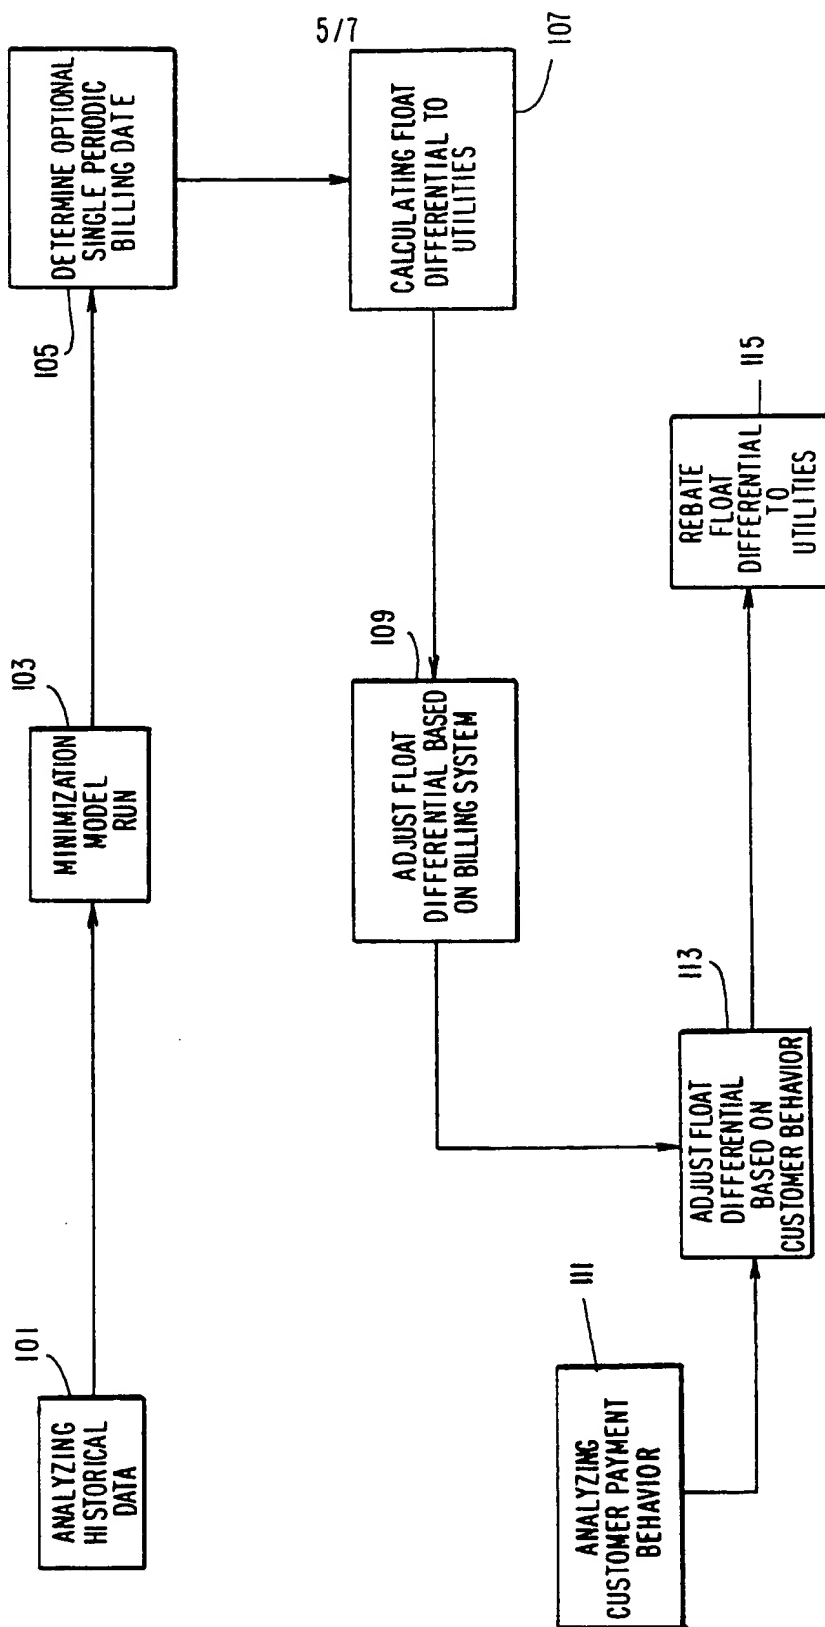 5/7
101
ANALYZING
HISTORICAL
DATA
103
MINIMIZATION
MODEL
RUN
105
DETERMINE OPTIONAL
SINGLE PERIODIC
BILLING DATE
107
CALCULATING FLOAT
DIFFERENTIAL TO
UTILITIES
109
ADJUST FLOAT
DIFFERENTIAL BASED
ON BILLING SYSTEM
111
ANALYZING
CUSTOMER PAYMENT
BEHAVIOR
113
ADJUST FLOAT
DIFFERENTIAL
BASED ON
CUSTOMER BEHAVIOR
115
REBATE
FLOAT
DIFFERENTIAL
TO
UTILITIES